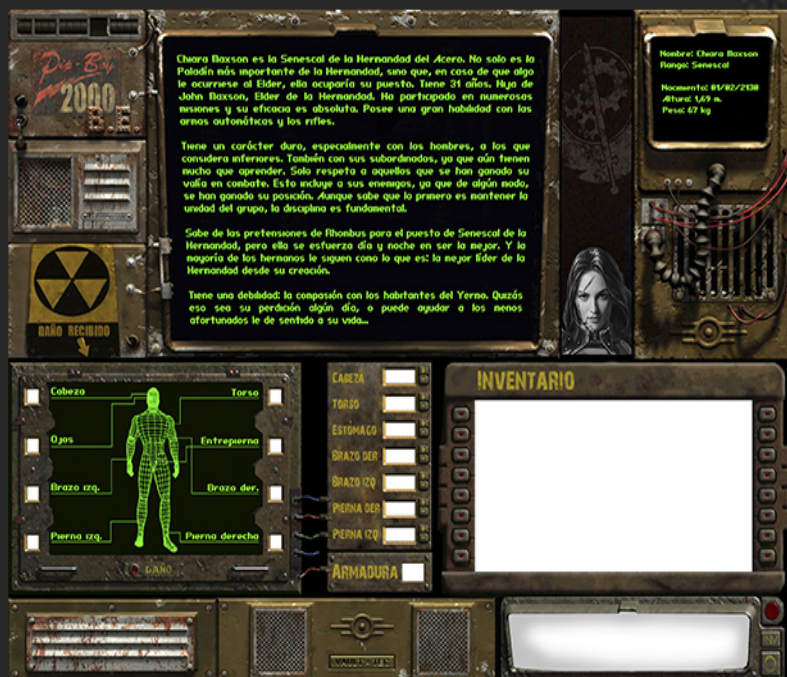 Pip-Boy
2000
B.E
Chiara Maxson es la Senescal de la Hermandad del Acero. No solo es la
Paladín más importante de la Hermandad, sino que, en caso de que algo
le ocurriese al Elder, ella ocuparía su puesto. Tiene 31 años. Hija de
John Maxson, Elder de la Hermandad. Ha participado en numerosas
misiones y su eficacia es absoluta. Posee una gran habilidad con las
armas automáticas y los rifles.
Tiene un carácter duro, especialmente con los hombres, a los que
considera inferiores. También con sus subordinados, ya que aún tienen
mucho que aprender. Solo respeta a aquellos que se han ganado su
valía en combate. Esto incluye a sus enemigos, ya que de algún modo,
se han ganado su posición. Aunque sabe que lo primero es mantener la
unidad del grupo, la disciplina es fundamental.
Sabe de las pretensiones de Rhombus para el puesto de Senescal de la
Hermandad, pero ella se esfuerza día y noche en ser la mejor. Y la
mayoría de los hermanos le siguen como lo que es: la mejor líder de la
Hermandad desde su creación.
Tiene una debilidad: la compasión con los habitantes del Yermo. Quizás
eso sea su perdición algún día, o puede ayudar a los menos
afortunados le de sentido a su vida...
Nombre: Chiara Maxson
Rango: Senescal
Nacimento: 01/02/2130
Altura: 1,69 m.
Peso: 67 kg
DAÑO RECIBIDO
Cabeza
Torso
Ojos
Entrepierna
Brazo izq.
Brazo der.
Pierna izq.
Pierna derecha
DAÑO
CABEZA
TORSO
ESTOMAGO
BRAZO DER
BRAZO IZQ
PIERNA DER
PIERNA IZQ
ARMADURA
INVENTARIO
VAULT-TEC